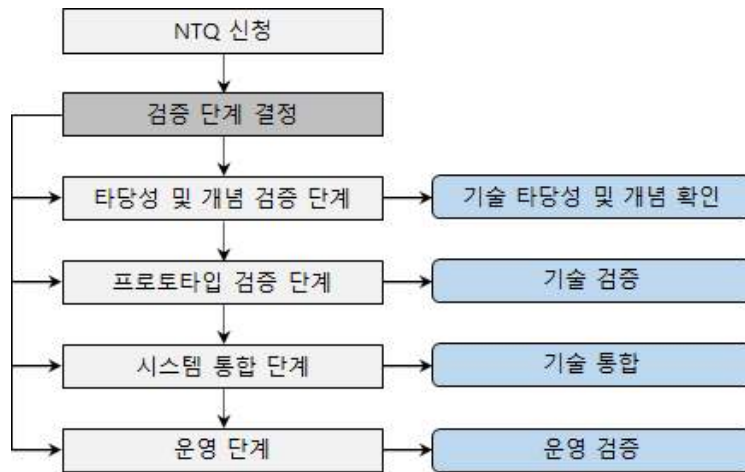 NTQ 신청
검증 단계 결정
타당성 및 개념 검증 단계
기술 타당성 및 개념 확인
프로토타입 검증 단계
기술 검증
시스템 통합 단계
기술 통합
운영 단계
운영 검증